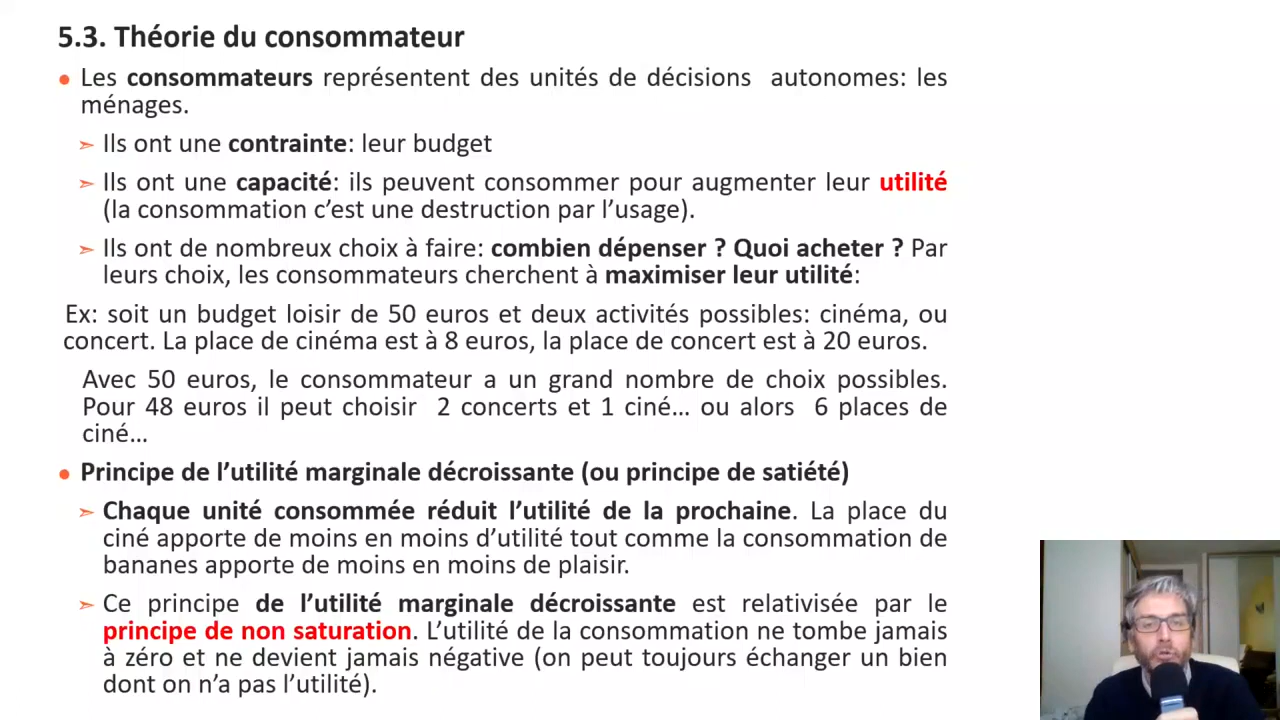 5.3. Théorie du consommateur
• Les consommateurs représentent des unités de décisions autonomes: les
ménages.
➢ Ils ont une contrainte: leur budget
➢ Ils ont une capacité: ils peuvent consommer pour augmenter leur utilité
(la consommation c’est une destruction par l’usage).
➢ Ils ont de nombreux choix à faire: combien dépenser ? Quoi acheter ? Par
leurs choix, les consommateurs cherchent à maximiser leur utilité:
Ex: soit un budget loisir de 50 euros et deux activités possibles: cinéma, ou
concert. La place de cinéma est à 8 euros, la place de concert est à 20 euros.
Avec 50 euros, le consommateur a un grand nombre de choix possibles.
Pour 48 euros il peut choisir 2 concerts et 1 ciné… ou alors 6 places de
ciné…
• Principe de l’utilité marginale décroissante (ou principe de satiété)
➢ Chaque unité consommée réduit l’utilité de la prochaine. La place du
ciné apporte de moins en moins d’utilité tout comme la consommation de
bananes apporte de moins en moins de plaisir.
➢ Ce principe de l’utilité marginale décroissante est relativisée par le
principe de non saturation. L’utilité de la consommation ne tombe jamais
à zéro et ne devient jamais négative (on peut toujours échanger un bien
dont on n’a pas l’utilité).